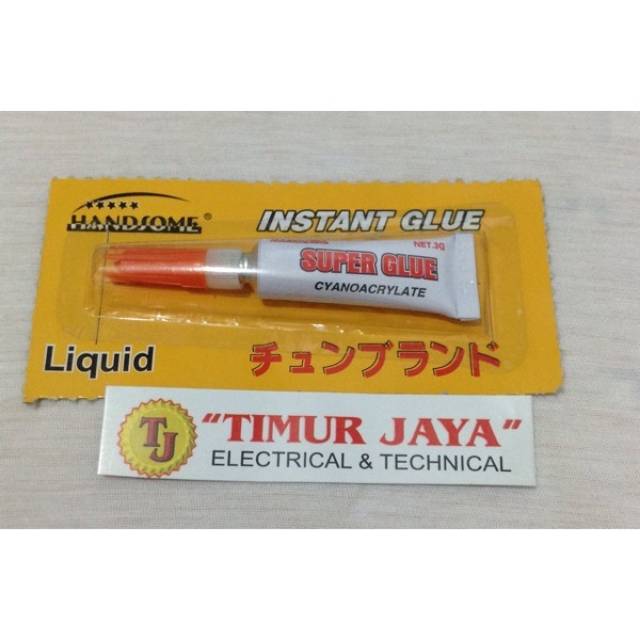 HANDSOME®
INSTANT GLUE
NET.3G
SUPER GLUE
CYANOACRYLATE
Liquid
チュンブランド
TJ
"TIMUR JAYA"
ELECTRICAL & TECHNICAL